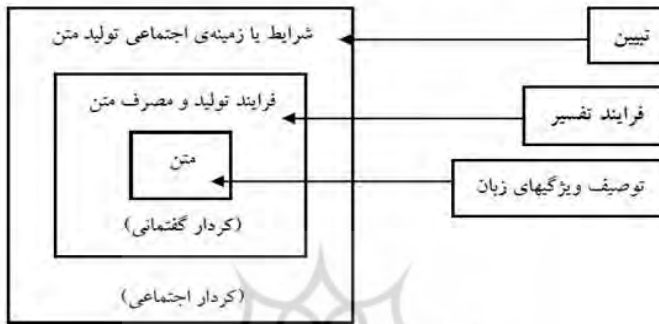 شرایط یا زمینه‌ی اجتماعی تولید متن
تبیین
فرایند تولید و مصرف متن
فرایند تفسیر
متن
توصیف ویژگیهای زبان
(کردار گفتمانی)
(کردار اجتماعی)